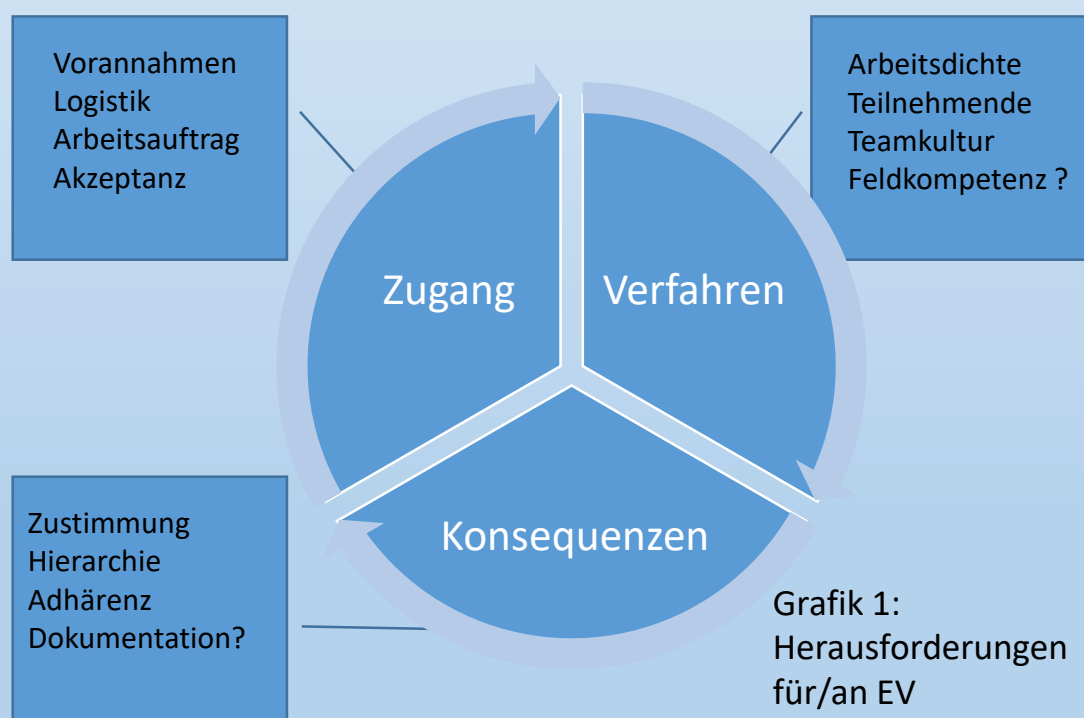 Vorannahmen
Logistik
Arbeitsauftrag
Akzeptanz
Arbeitsdichte
Teilnehmende
Teamkultur
Feldkompetenz ?
Zugang
Verfahren
Konsequenzen
Zustimmung
Hierarchie
Adhärenz
Dokumentation?
Grafik 1:
Herausforderungen
für/an EV